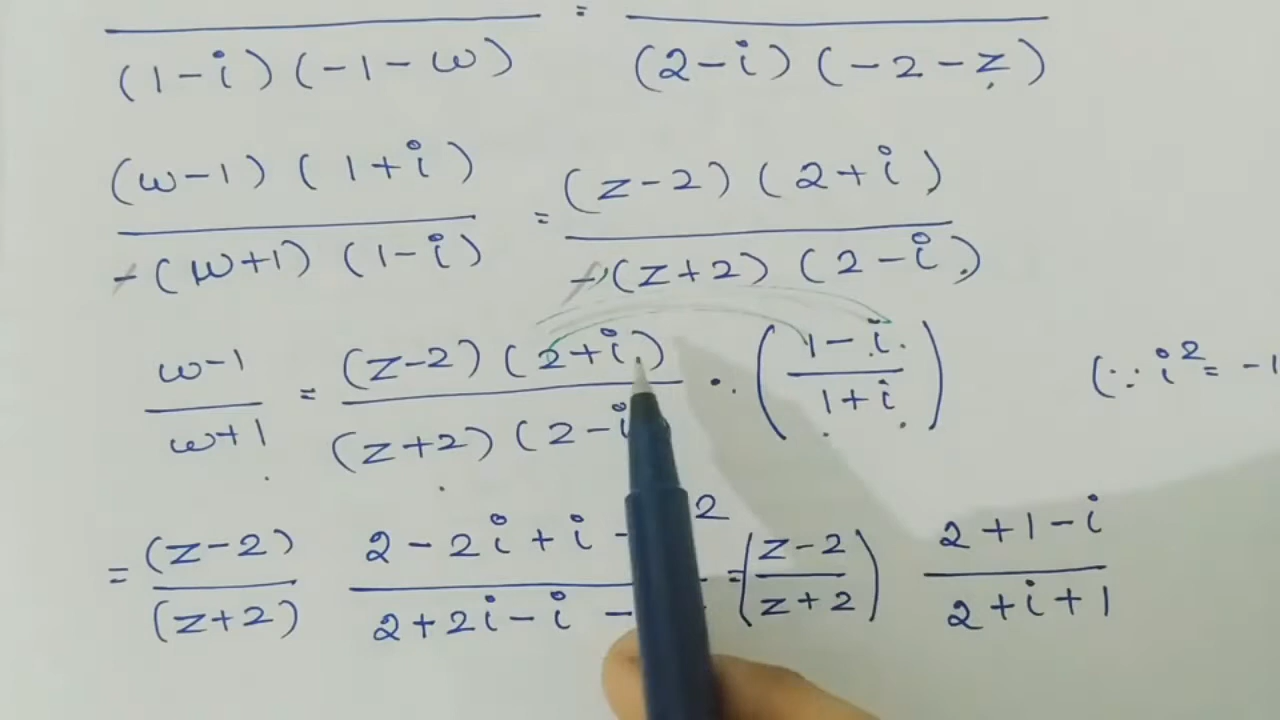 =
(1-i) (-1-w)      (2-i) (-2-z)
(w-1) (1+i)      (z-2) (2+i)
=
-(w+1) (1-i)      -(z+2) (2-i)
w-1      (z-2) (2+i)      1-i
=      ·  (      )      (∵ i² = -1
w+1      (z+2) (2-i      1+i
(z-2)      2-2i+i-  ²      (z-2)      2+1-i
=      =
(z+2)      2+2i-i-      (z+2)      2+i+1